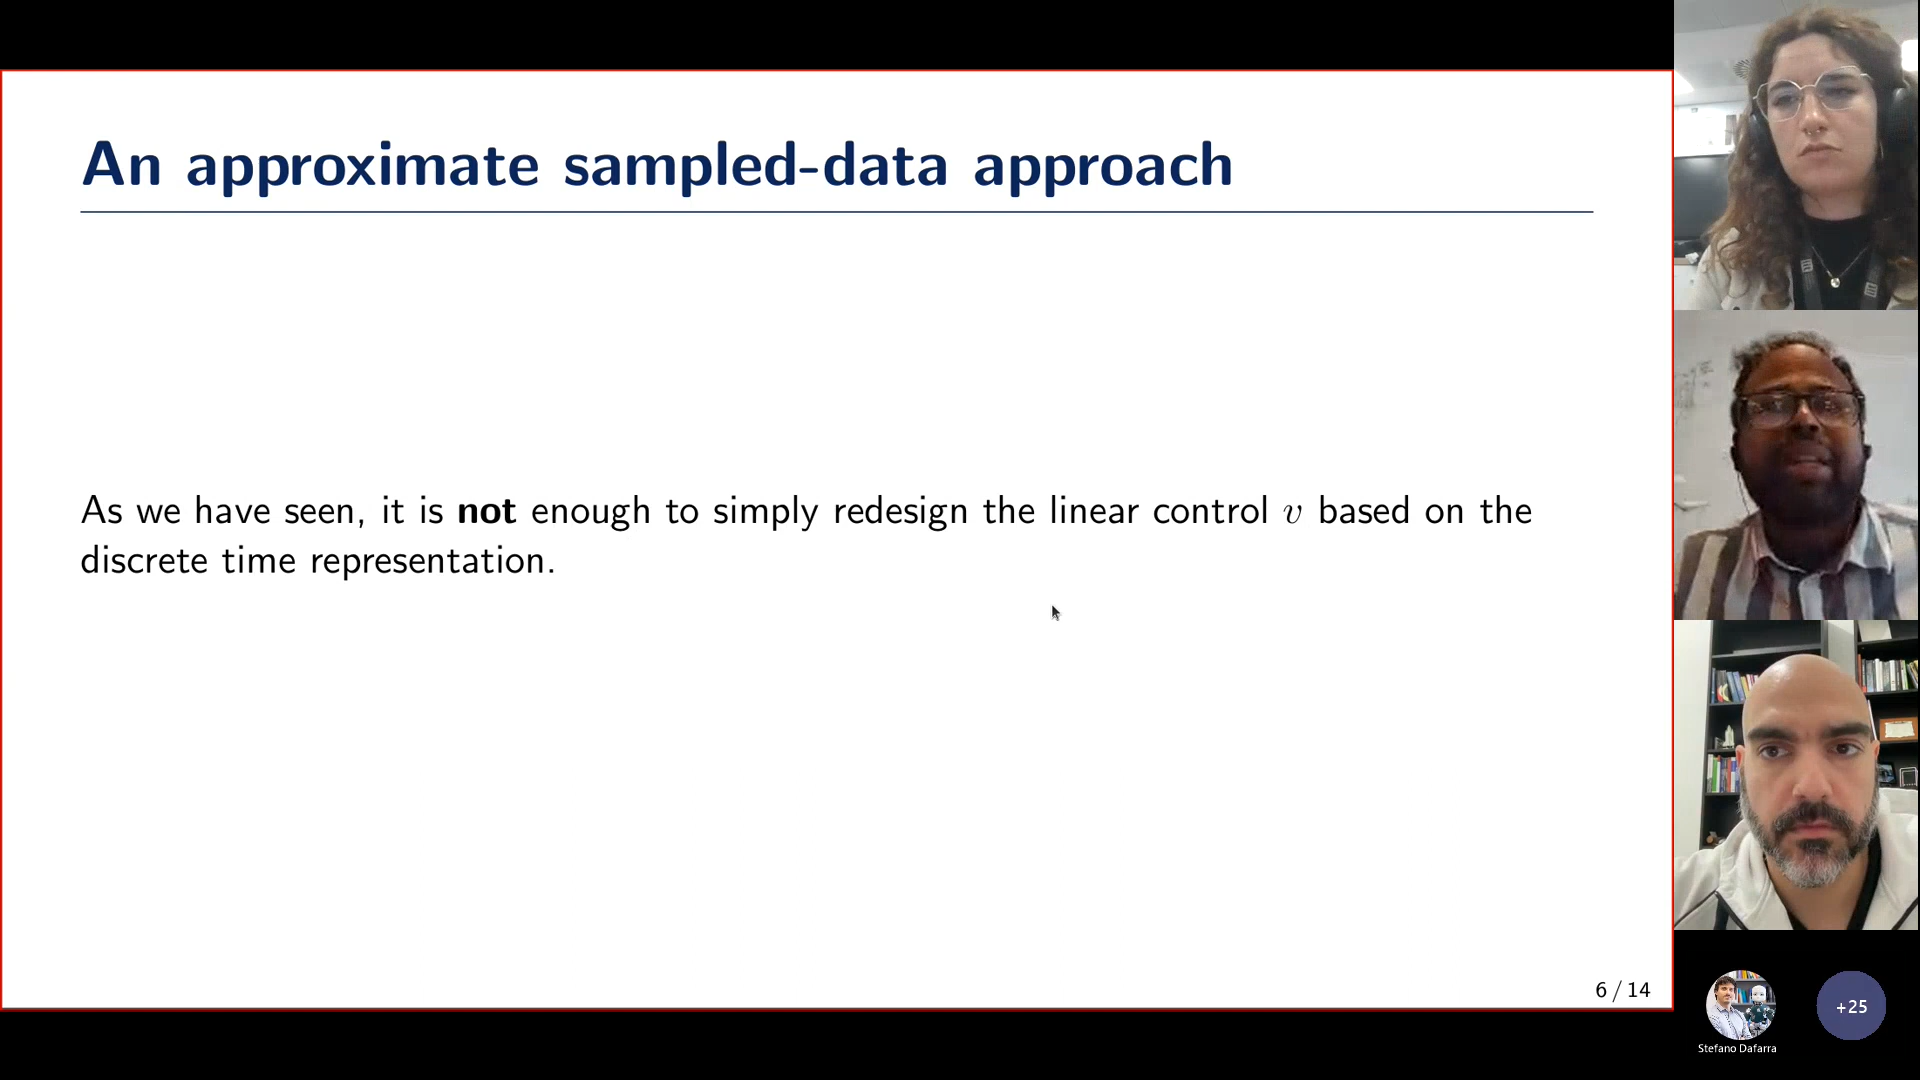 An approximate sampled-data approach
As we have seen, it is not enough to simply redesign the linear control v based on the
discrete time representation.
6 / 14
+25
Stefano Dafarra